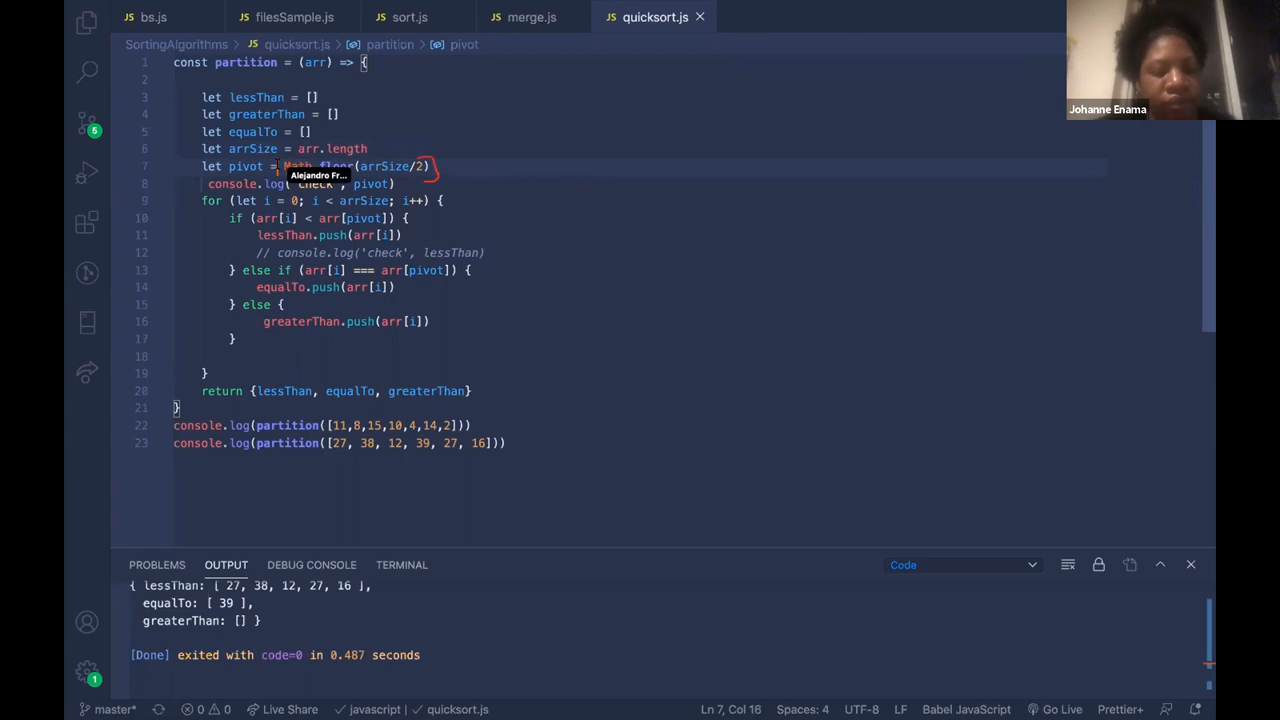 bs.js
filesSample.js
sort.js
merge.js
quicksort.js
SortingAlgorithms > quicksort.js > partition > pivot
1 const partition = (arr) => {
2
3 let lessThan = []
4 let greaterThan = []
5 let equalTo = []
6 let arrSize = arr.length
7 let pivot = Math.floor(arrSize/2)
Alejandro Fr...
8 console.log("check", pivot)
9 for (let i = 0; i < arrSize; i++) {
10 if (arr[i] < arr[pivot]) {
11 lessThan.push(arr[i])
12 // console.log('check', lessThan)
13 } else if (arr[i] === arr[pivot]) {
14 equalTo.push(arr[i])
15 } else {
16 greaterThan.push(arr[i])
17 }
18
19 }
20 return {lessThan, equalTo, greaterThan}
21 }
22 console.log(partition([11,8,15,10,4,14,2]))
23 console.log(partition([27, 38, 12, 39, 27, 16]))
Johanne Enama
5
1
PROBLEMS OUTPUT DEBUG CONSOLE TERMINAL Code
{ lessThan: [ 27, 38, 12, 27, 16 ],
equalTo: [ 39 ],
greaterThan: [] }
[Done] exited with code=0 in 0.487 seconds
master* 0 0 Live Share javascript | quicksort.js Ln 7, Col 16 Spaces: 4 UTF-8 LF Babel JavaScript Go Live Prettier+